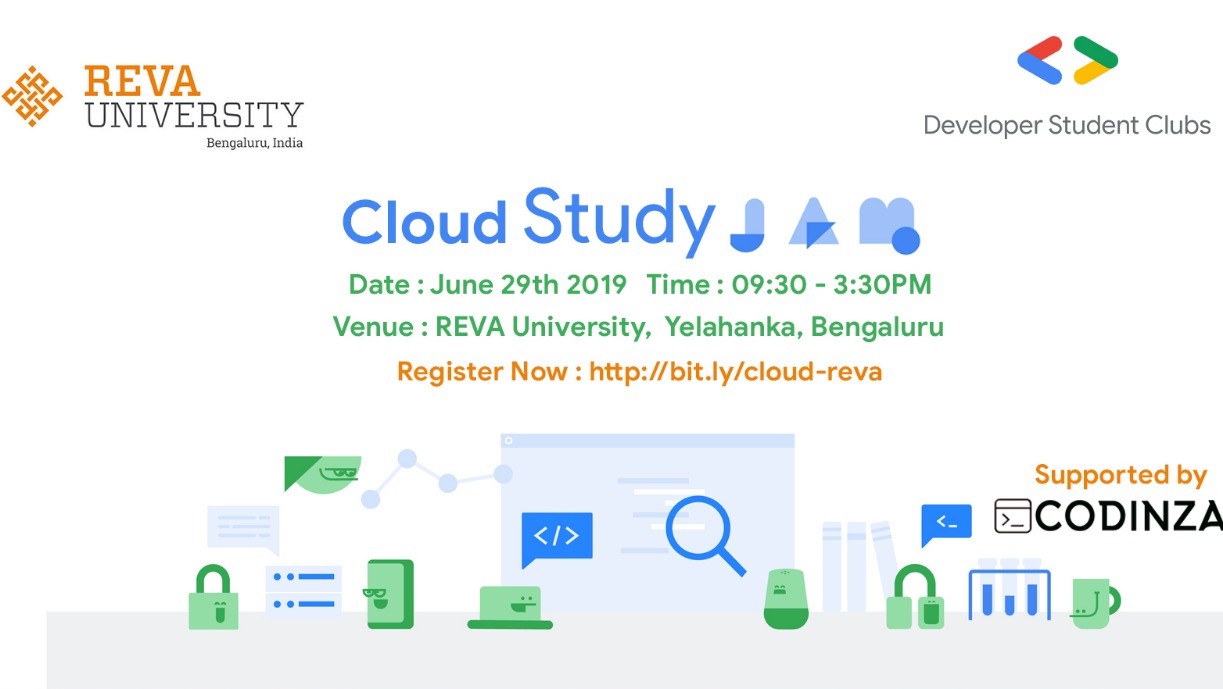 REVA
UNIVERSITY
Bengaluru, India
Developer Student Clubs
Cloud Study JAM
Date : June 29th 2019 Time : 09:30 - 3:30PM
Venue : REVA University, Yelahanka, Bengaluru
Register Now : http://bit.ly/cloud-reva
Supported by
CODINZA
</>
<_
>_